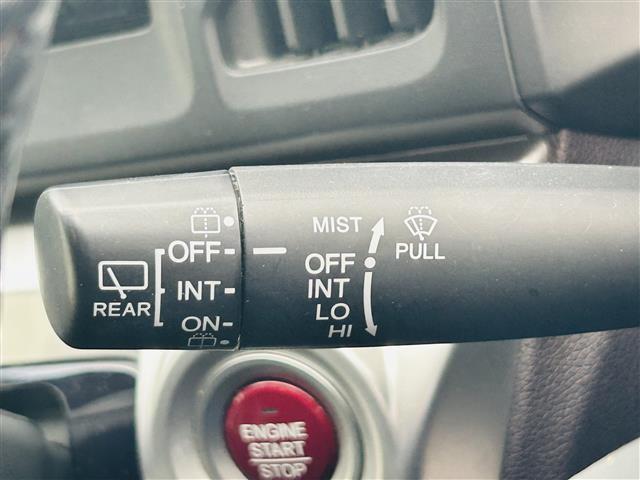 OFF
INT
ON
REAR
MIST
OFF
INT
LO
HI
PULL
ENGINE
START
STOP